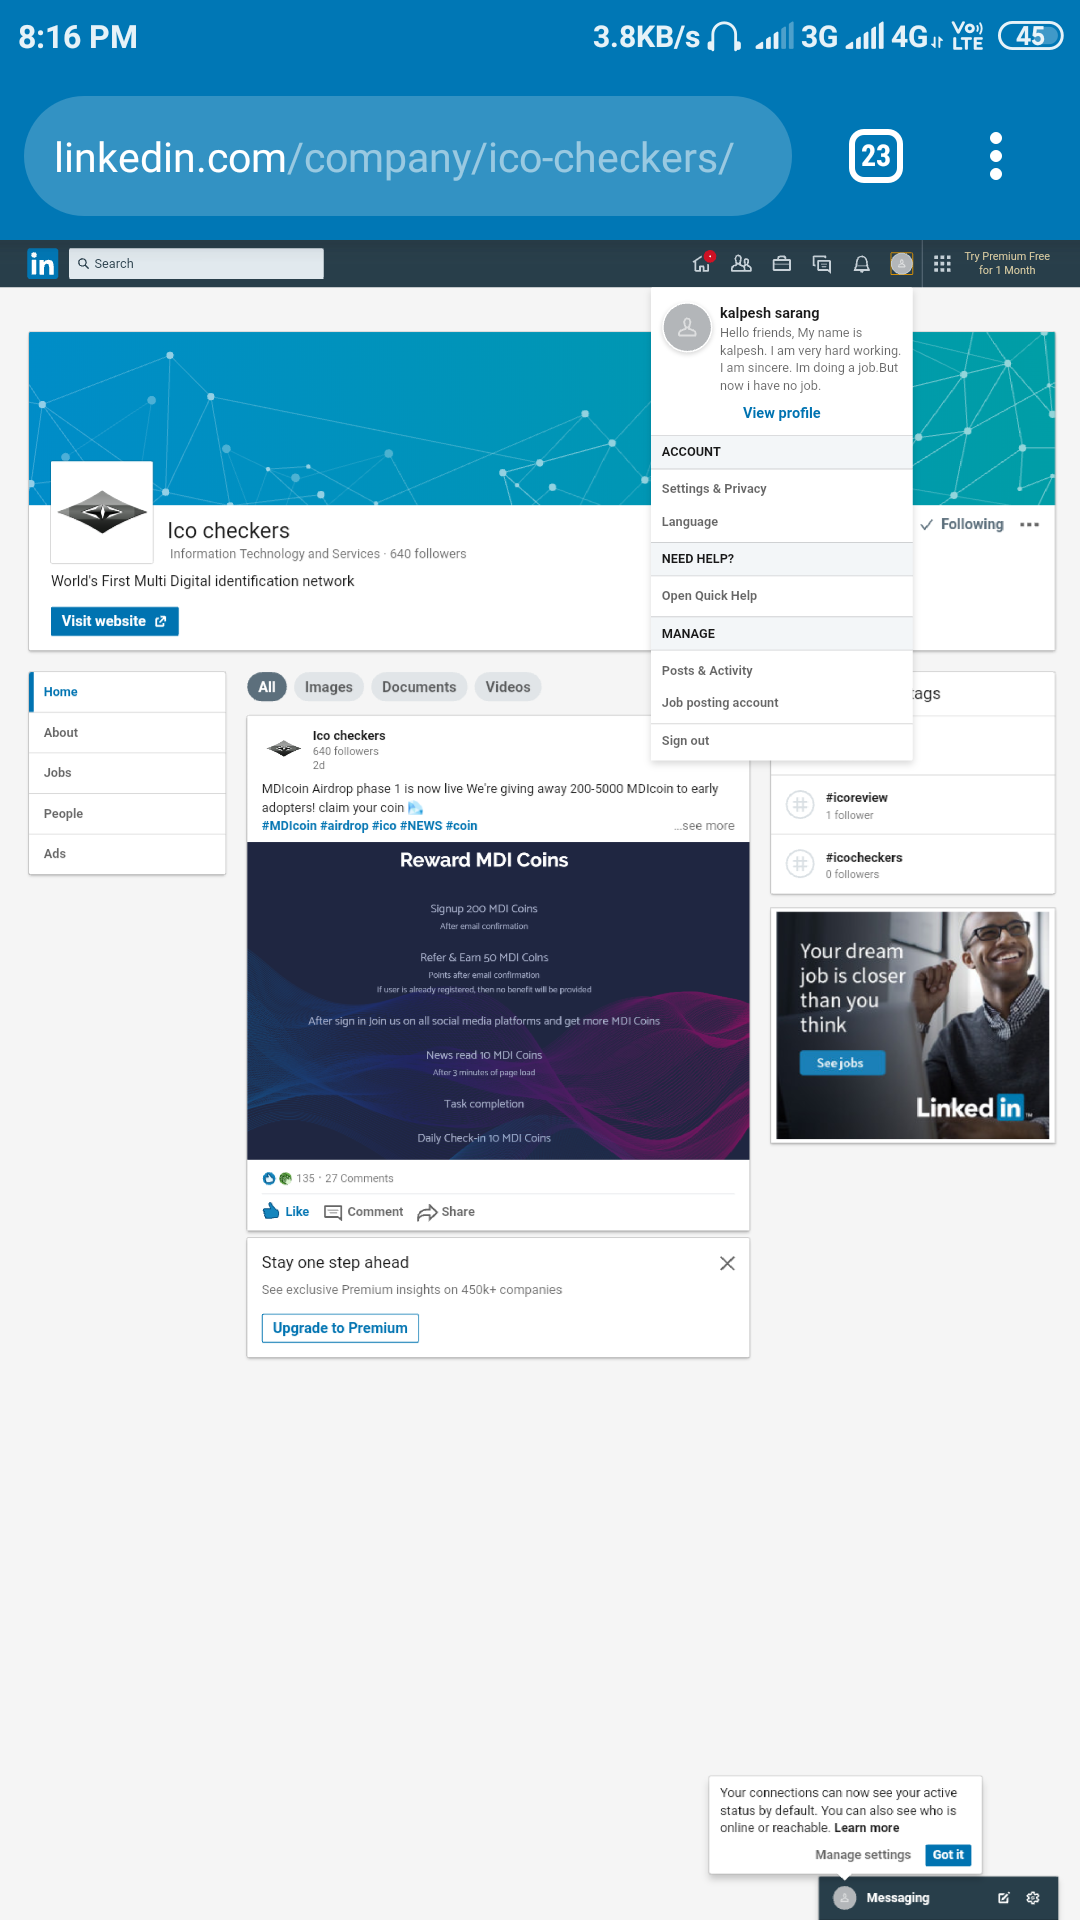 8:16 PM
3.8KB/s 3G 4G Vo)) LTE 45
linkedin.com/company/ico-checkers/
23
in
Search
Try Premium Free
for 1 Month
kalpesh sarang
Hello friends, My name is
kalpesh. I am very hard working.
I am sincere. Im doing a job.But
now i have no job.
View profile
ACCOUNT
Settings & Privacy
Language
NEED HELP?
Open Quick Help
MANAGE
Posts & Activity
Job posting account
Sign out
Ico checkers
Information Technology and Services · 640 followers
World's First Multi Digital identification network
Visit website
Following
Home
About
Jobs
People
Ads
All
Images
Documents
Videos
Ico checkers
640 followers
2d
MDIcoin Airdrop phase 1 is now live We're giving away 200-5000 MDIcoin to early
adopters! claim your coin
#MDIcoin #airdrop #ico #NEWS #coin
...see more
Reward MDI Coins
Signup 200 MDI Coins
After email confirmation
Refer & Earn 50 MDI Coins
Points after email confirmation
If user is already registered, then no benefit will be provided
After sign in Join us on all social media platforms and get more MDI Coins
News read 10 MDI Coins
After 3 minutes of page load
Task completion
Daily Check-in 10 MDI Coins
135 · 27 Comments
Like
Comment
Share
Stay one step ahead
See exclusive Premium insights on 450k+ companies
Upgrade to Premium
tags
#icoreview
1 follower
#icocheckers
0 followers
Your dream
job is closer
than you
think
See jobs
Linked in ™
Your connections can now see your active
status by default. You can also see who is
online or reachable. Learn more
Manage settings
Got it
Messaging